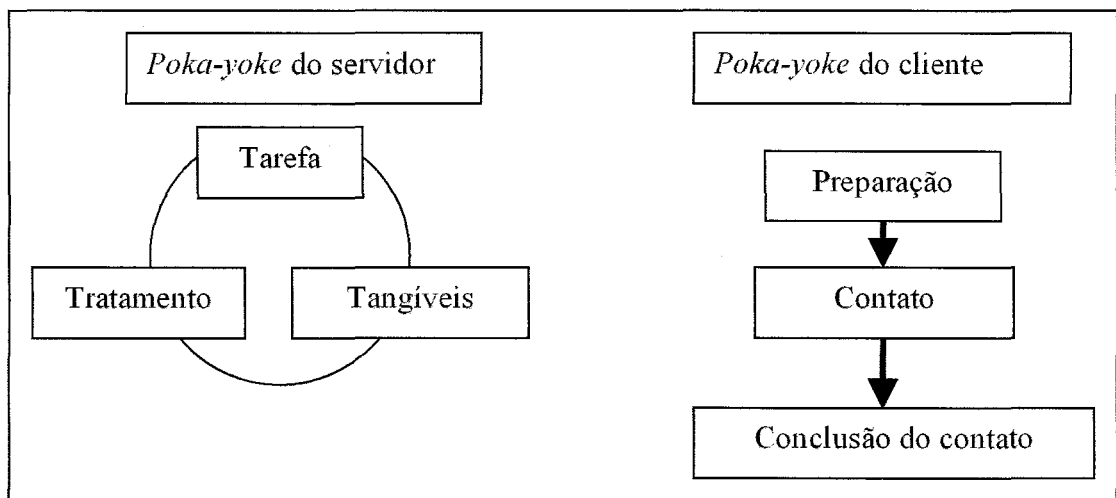 Poka-yoke do servidor
Poka-yoke do cliente
Tarefa
Tratamento
Tangíveis
Preparação
Contato
Conclusão do contato